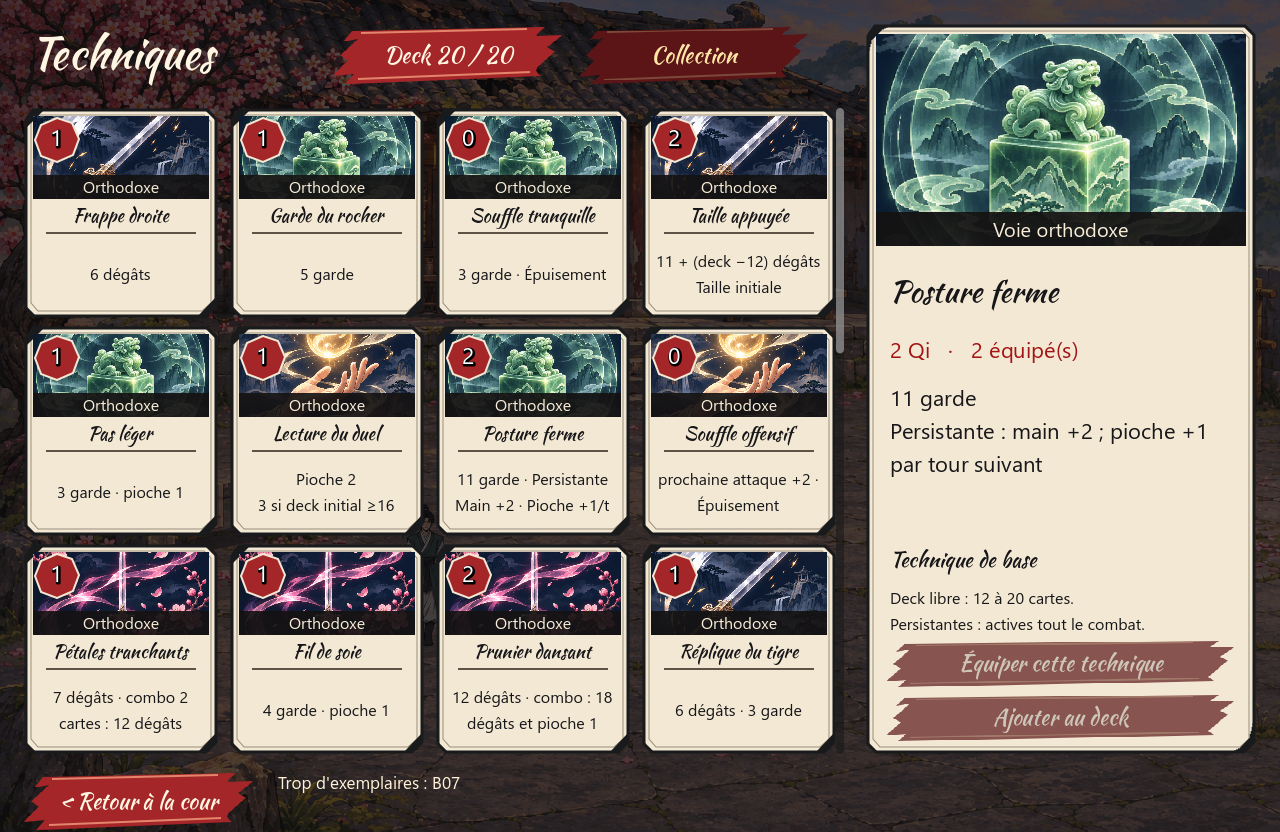 Techniques
Deck 20 / 20
Collection
1
Orthodoxe
Frappe droite
6 dégâts
1
Orthodoxe
Garde du rocher
5 garde
0
Orthodoxe
Souffle tranquille
3 garde · Épuisement
2
Orthodoxe
Taille appuyée
11 + (deck −12) dégâts
Taille initiale
1
Orthodoxe
Pas léger
3 garde · pioche 1
1
Orthodoxe
Lecture du duel
Pioche 2
3 si deck initial ≥16
2
Orthodoxe
Posture ferme
11 garde · Persistante
Main +2 · Pioche +1/t
0
Orthodoxe
Souffle offensif
prochaine attaque +2 ·
Épuisement
1
Orthodoxe
Pétales tranchants
7 dégâts · combo 2
cartes : 12 dégâts
1
Orthodoxe
Fil de soie
4 garde · pioche 1
2
Orthodoxe
Prunier dansant
12 dégâts · combo : 18
dégâts et pioche 1
1
Orthodoxe
Réplique du tigre
6 dégâts · 3 garde
Voie orthodoxe
Posture ferme
2 Qi · 2 équipé(s)
11 garde
Persistante : main +2 ; pioche +1
par tour suivant
Technique de base
Deck libre : 12 à 20 cartes.
Persistantes : actives tout le combat.
Équiper cette technique
Ajouter au deck
< Retour à la cour
Trop d'exemplaires : B07